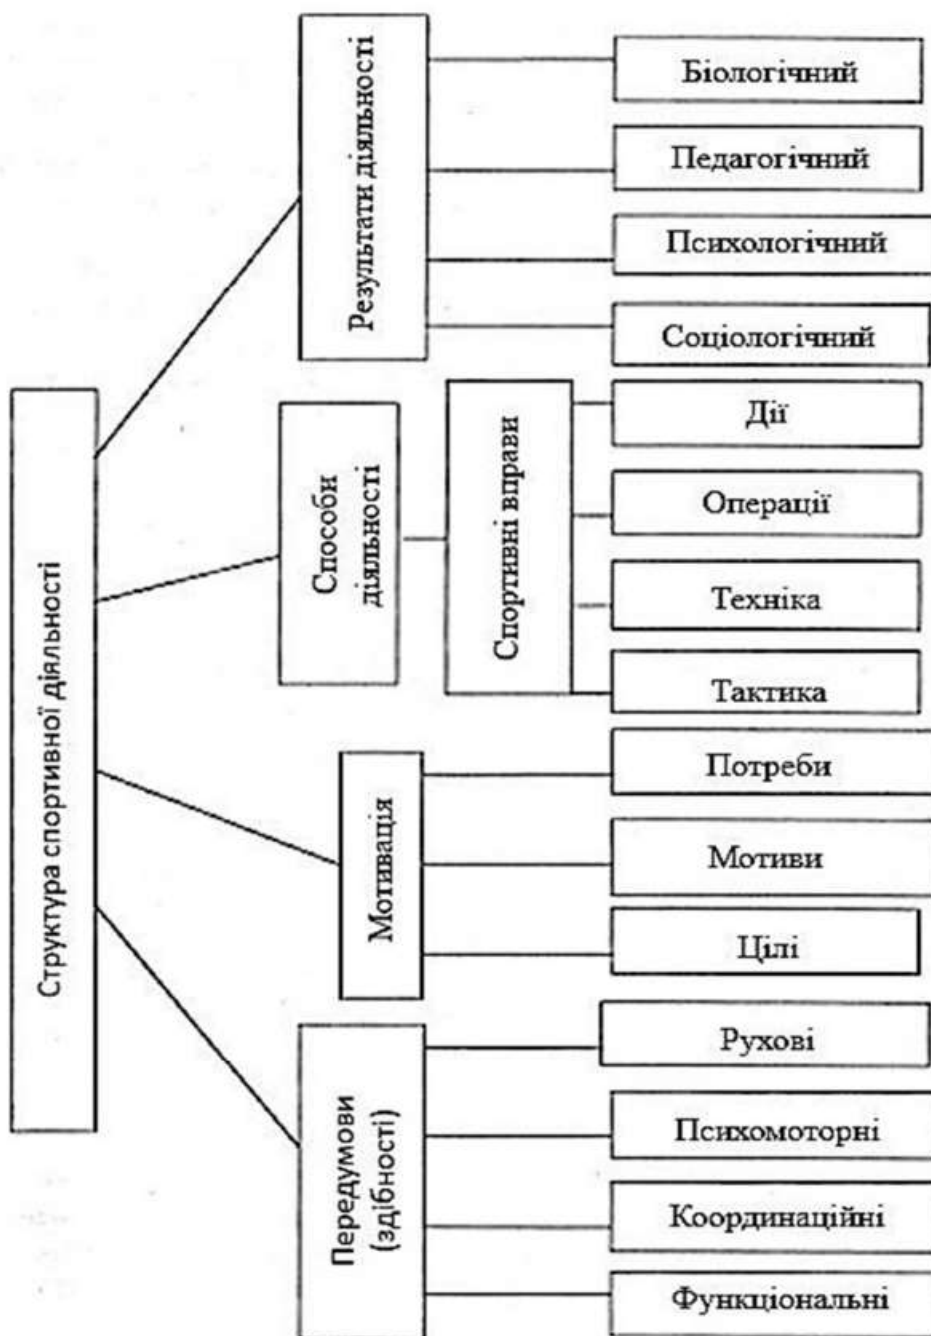 Структура спортивної діяльності
Результати діяльності
Біологічний
Педагогічний
Психологічний
Соціологічний
Способи
діяльності
Спортивні вправи
Дії
Операції
Техніка
Тактика
Мотивація
Потреби
Мотиви
Цілі
Передумови
(здібності)
Рухові
Психомоторні
Координаційні
Функціональні